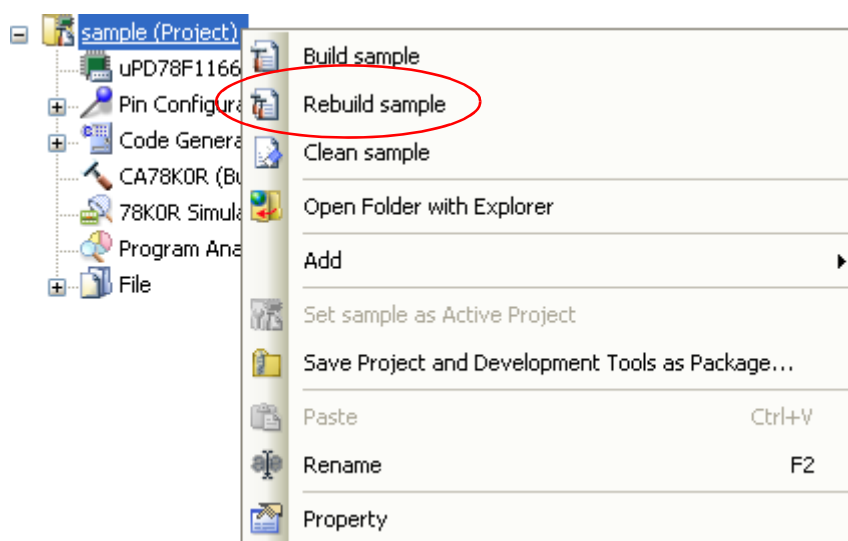 sample (Project)
uPD78F1166
Pin Configura
Code Genera
CA78K0R (Bu
78K0R Simula
Program Ana
File
Build sample
Rebuild sample
Clean sample
Open Folder with Explorer
Add
Set sample as Active Project
Save Project and Development Tools as Package...
Paste Ctrl+V
Rename F2
Property